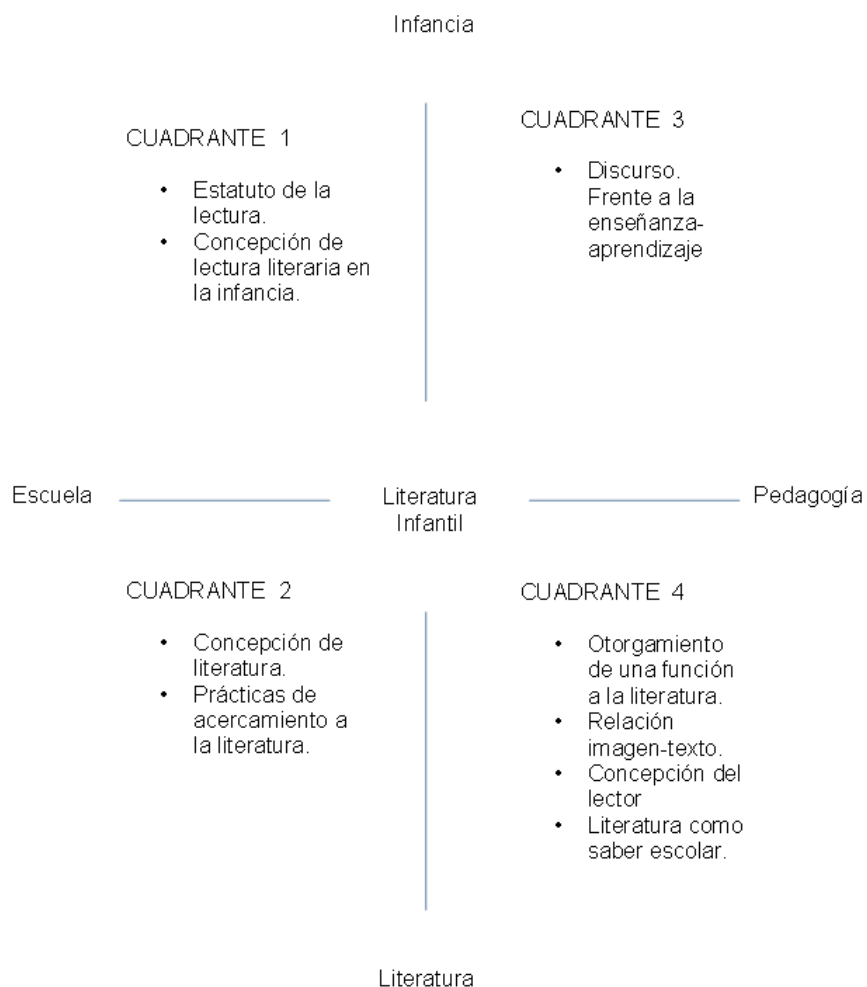 Infancia
CUADRANTE 1
• Estatuto de la
lectura.
• Concepción de
lectura literaria en
la infancia.
CUADRANTE 3
• Discurso.
Frente a la
enseñanza-
aprendizaje
Escuela
Literatura
Infantil
Pedagogía
CUADRANTE 2
• Concepción de
literatura.
• Prácticas de
acercamiento a
la literatura.
CUADRANTE 4
• Otorgamiento
de una función
a la literatura.
• Relación
imagen-texto.
• Concepción del
lector
• Literatura como
saber escolar.
Literatura